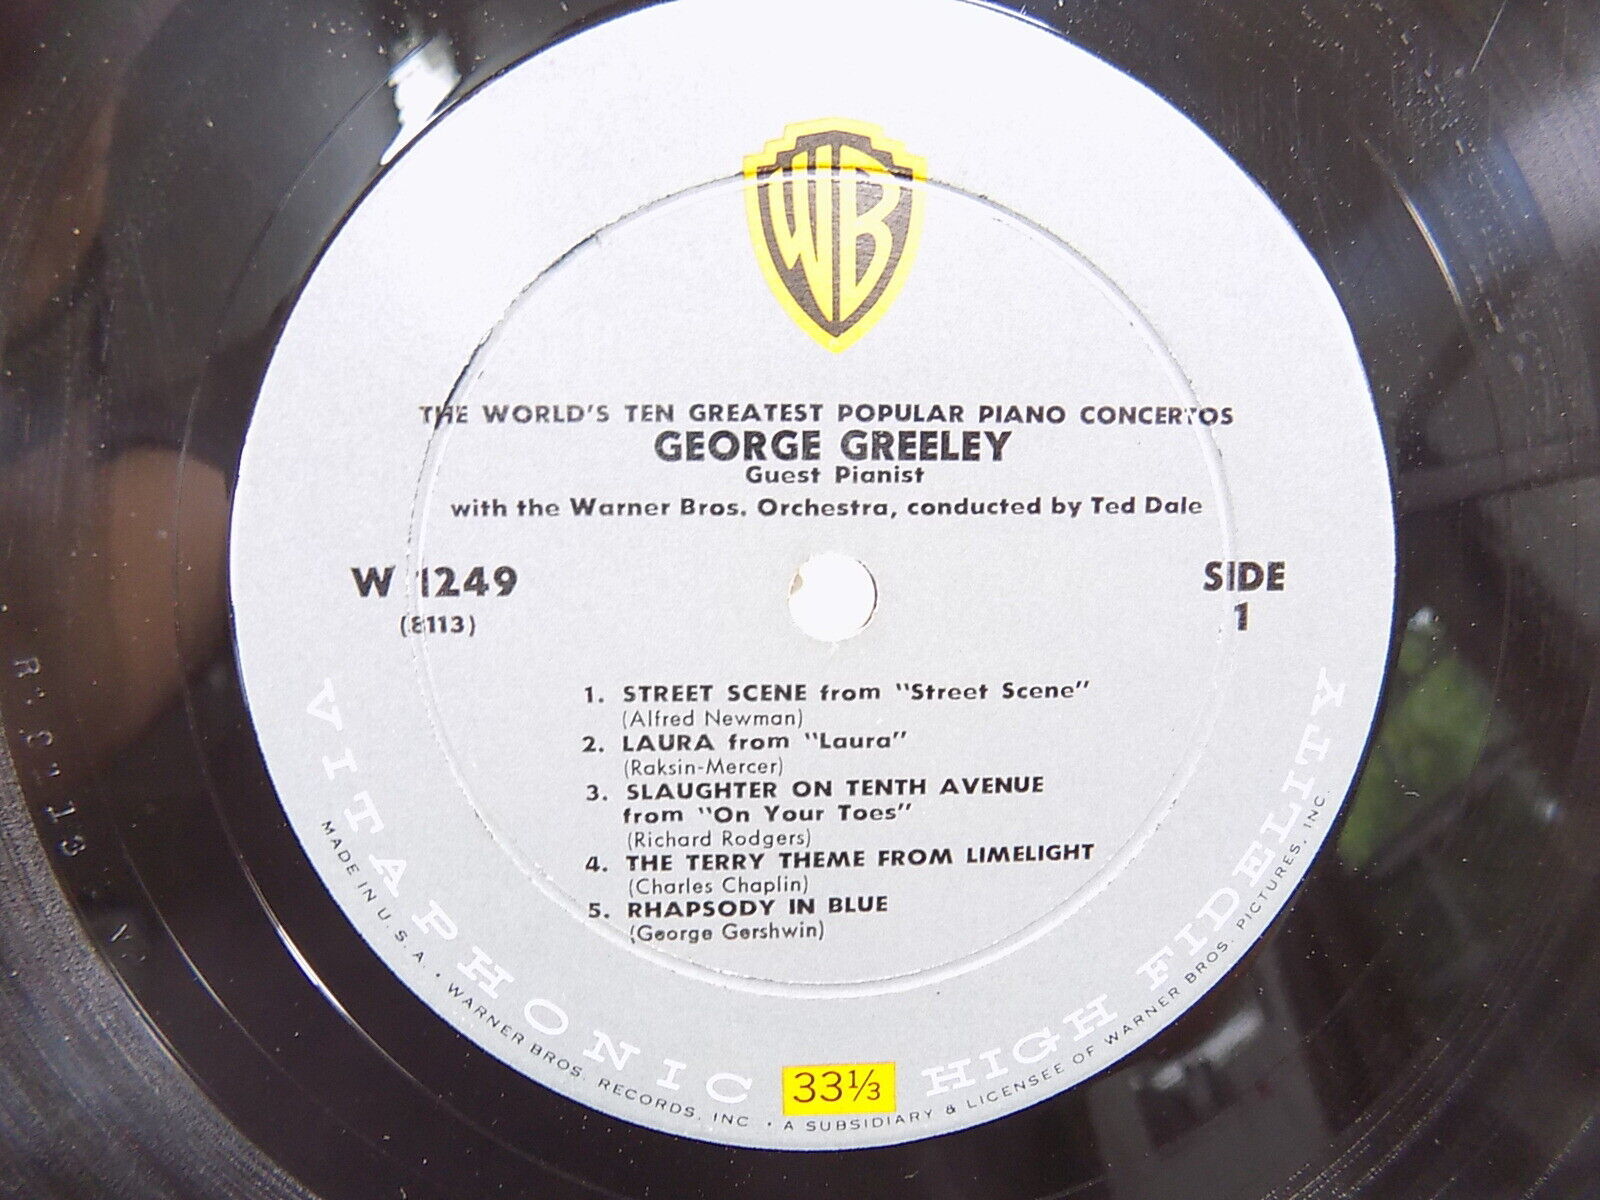 WB
THE WORLD'S TEN GREATEST POPULAR PIANO CONCERTOS
GEORGE GREELEY
Guest Pianist
with the Warner Bros. Orchestra, conducted by Ted Dale
W 1249
(8113)
SIDE
1
1. STREET SCENE from "Street Scene"
(Alfred Newman)
2. LAURA from "Laura"
(Raksin-Mercer)
3. SLAUGHTER ON TENTH AVENUE
from "On Your Toes"
(Richard Rodgers)
4. THE TERRY THEME FROM LIMELIGHT
(Charles Chaplin)
5. RHAPSODY IN BLUE
(George Gershwin)
VITAPHONIC HIGH FIDELITY
33⅓
MADE IN U.S.A. • WARNER BROS. RECORDS, INC • A SUBSIDIARY & LICENSEE OF WARNER BROS. PICTURES, INC.